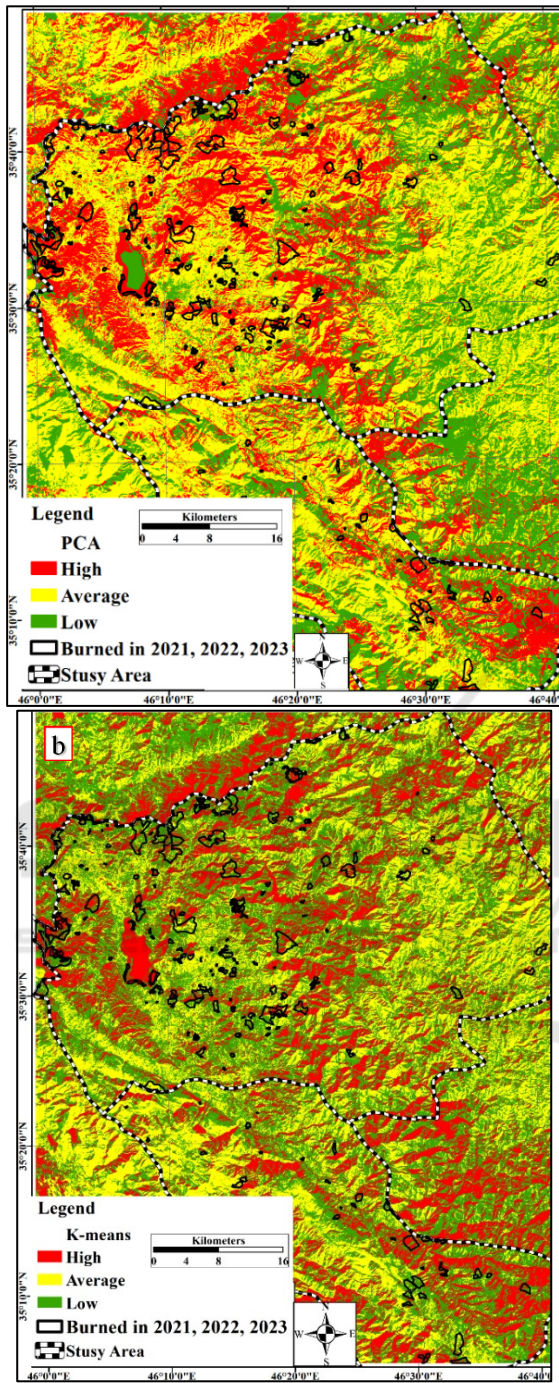 35°40'0"N
35°30'0"N
35°20'0"N
35°10'0"N
Legend
PCA
High
Average
Low
Burned in 2021, 2022, 2023
Stusy Area
Kilometers
0 4 8 16
N
W E
S
46°0'0"E 46°10'0"E 46°20'0"E 46°30'0"E 46°40'
b
35°40'0"N
35°30'0"N
35°20'0"N
35°10'0"N
Legend
K-means
High
Average
Low
Burned in 2021, 2022, 2023
Stusy Area
Kilometers
0 4 8 16
N
W E
S
46°0'0"E 46°10'0"E 46°20'0"E 46°30'0"E 46°40'